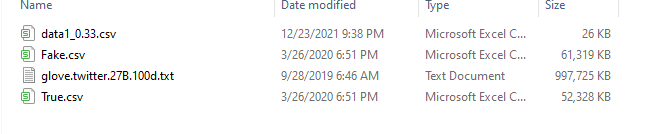 Name Date modified Type Size
data1_0.33.csv 12/23/2021 9:38 PM Microsoft Excel C... 26 KB
Fake.csv 3/26/2020 6:51 PM Microsoft Excel C... 61,319 KB
glove.twitter.27B.100d.txt 9/28/2019 6:46 AM Text Document 997,725 KB
True.csv 3/26/2020 6:51 PM Microsoft Excel C... 52,328 KB